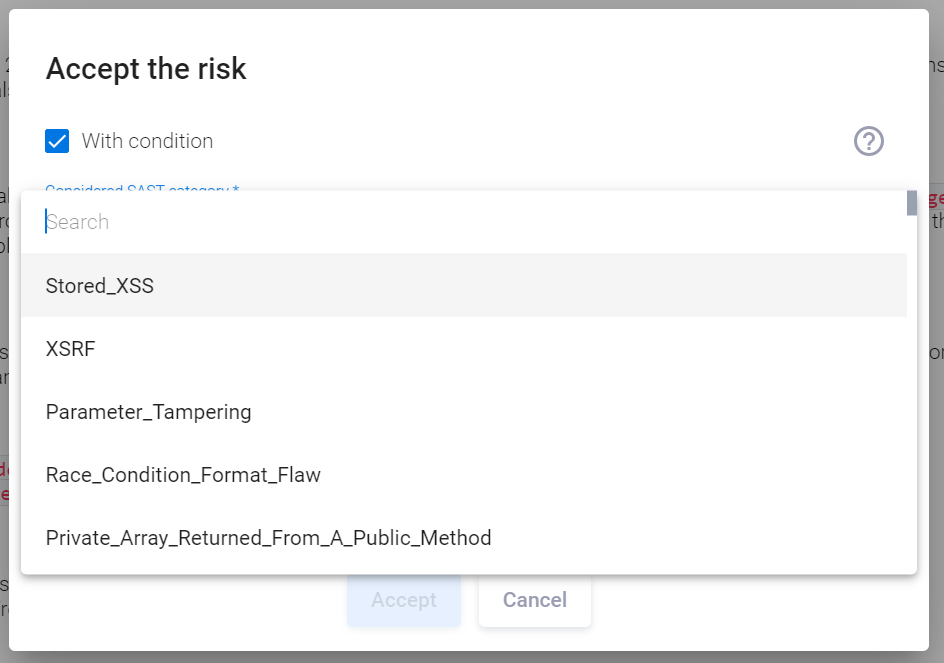 Accept the risk
With condition
Considered SAST category *
Search
Stored_XSS
XSRF
Parameter_Tampering
Race_Condition_Format_Flaw
Private_Array_Returned_From_A_Public_Method
Accept
Cancel